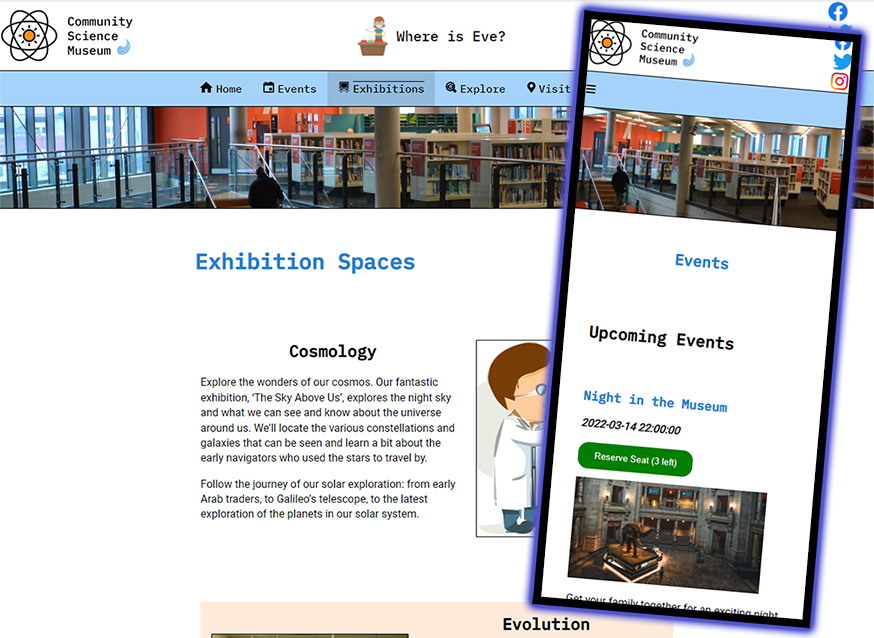 Community
Science
Museum
Where is Eve?
Home
Events
Exhibitions
Explore
Visit
Exhibition Spaces
Cosmology
Explore the wonders of our cosmos. Our fantastic
exhibition, ‘The Sky Above Us’, explores the night sky
and what we can see and know about the universe
around us. We’ll locate the various constellations and
galaxies that can be seen and learn a bit about the
early navigators who used the stars to travel by.
Follow the journey of our solar exploration: from early
Arab traders, to Galileo’s telescope, to the latest
exploration of the planets in our solar system.
Evolution
Community
Science
Museum
Events
Upcoming Events
Night in the Museum
2022-03-14 22:00:00
Reserve Seat (3 left)
Get your family together for an exciting night